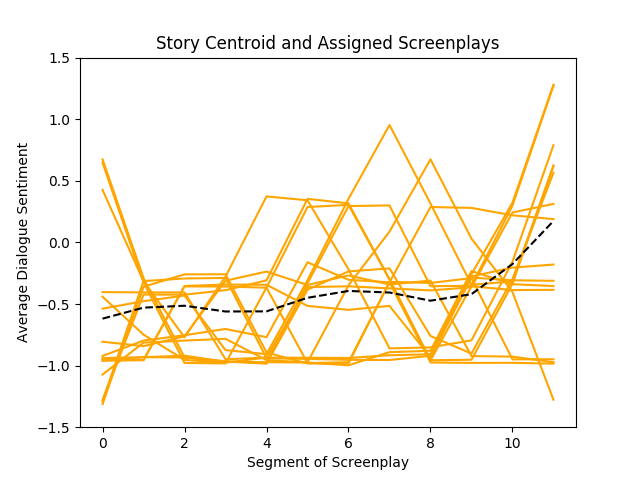 Story Centroid and Assigned Screenplays
1.5
1.0
0.5
0.0
−0.5
−1.0
−1.5
Average Dialogue Sentiment
0 2 4 6 8 10
Segment of Screenplay